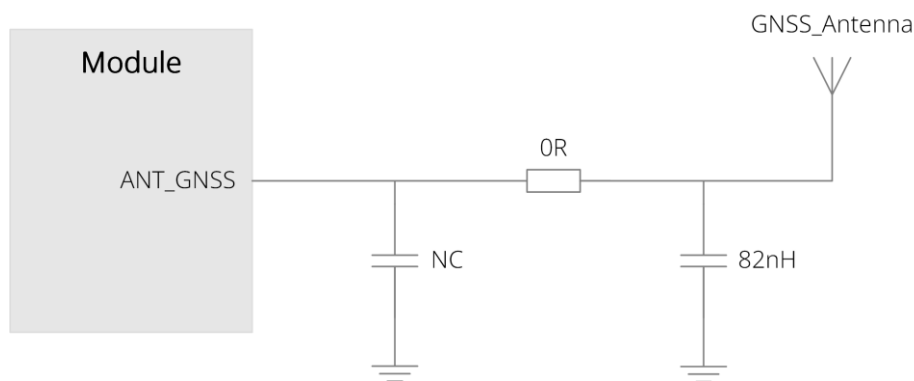 GNSS_Antenna
Module
0R
ANT_GNSS
NC
82nH